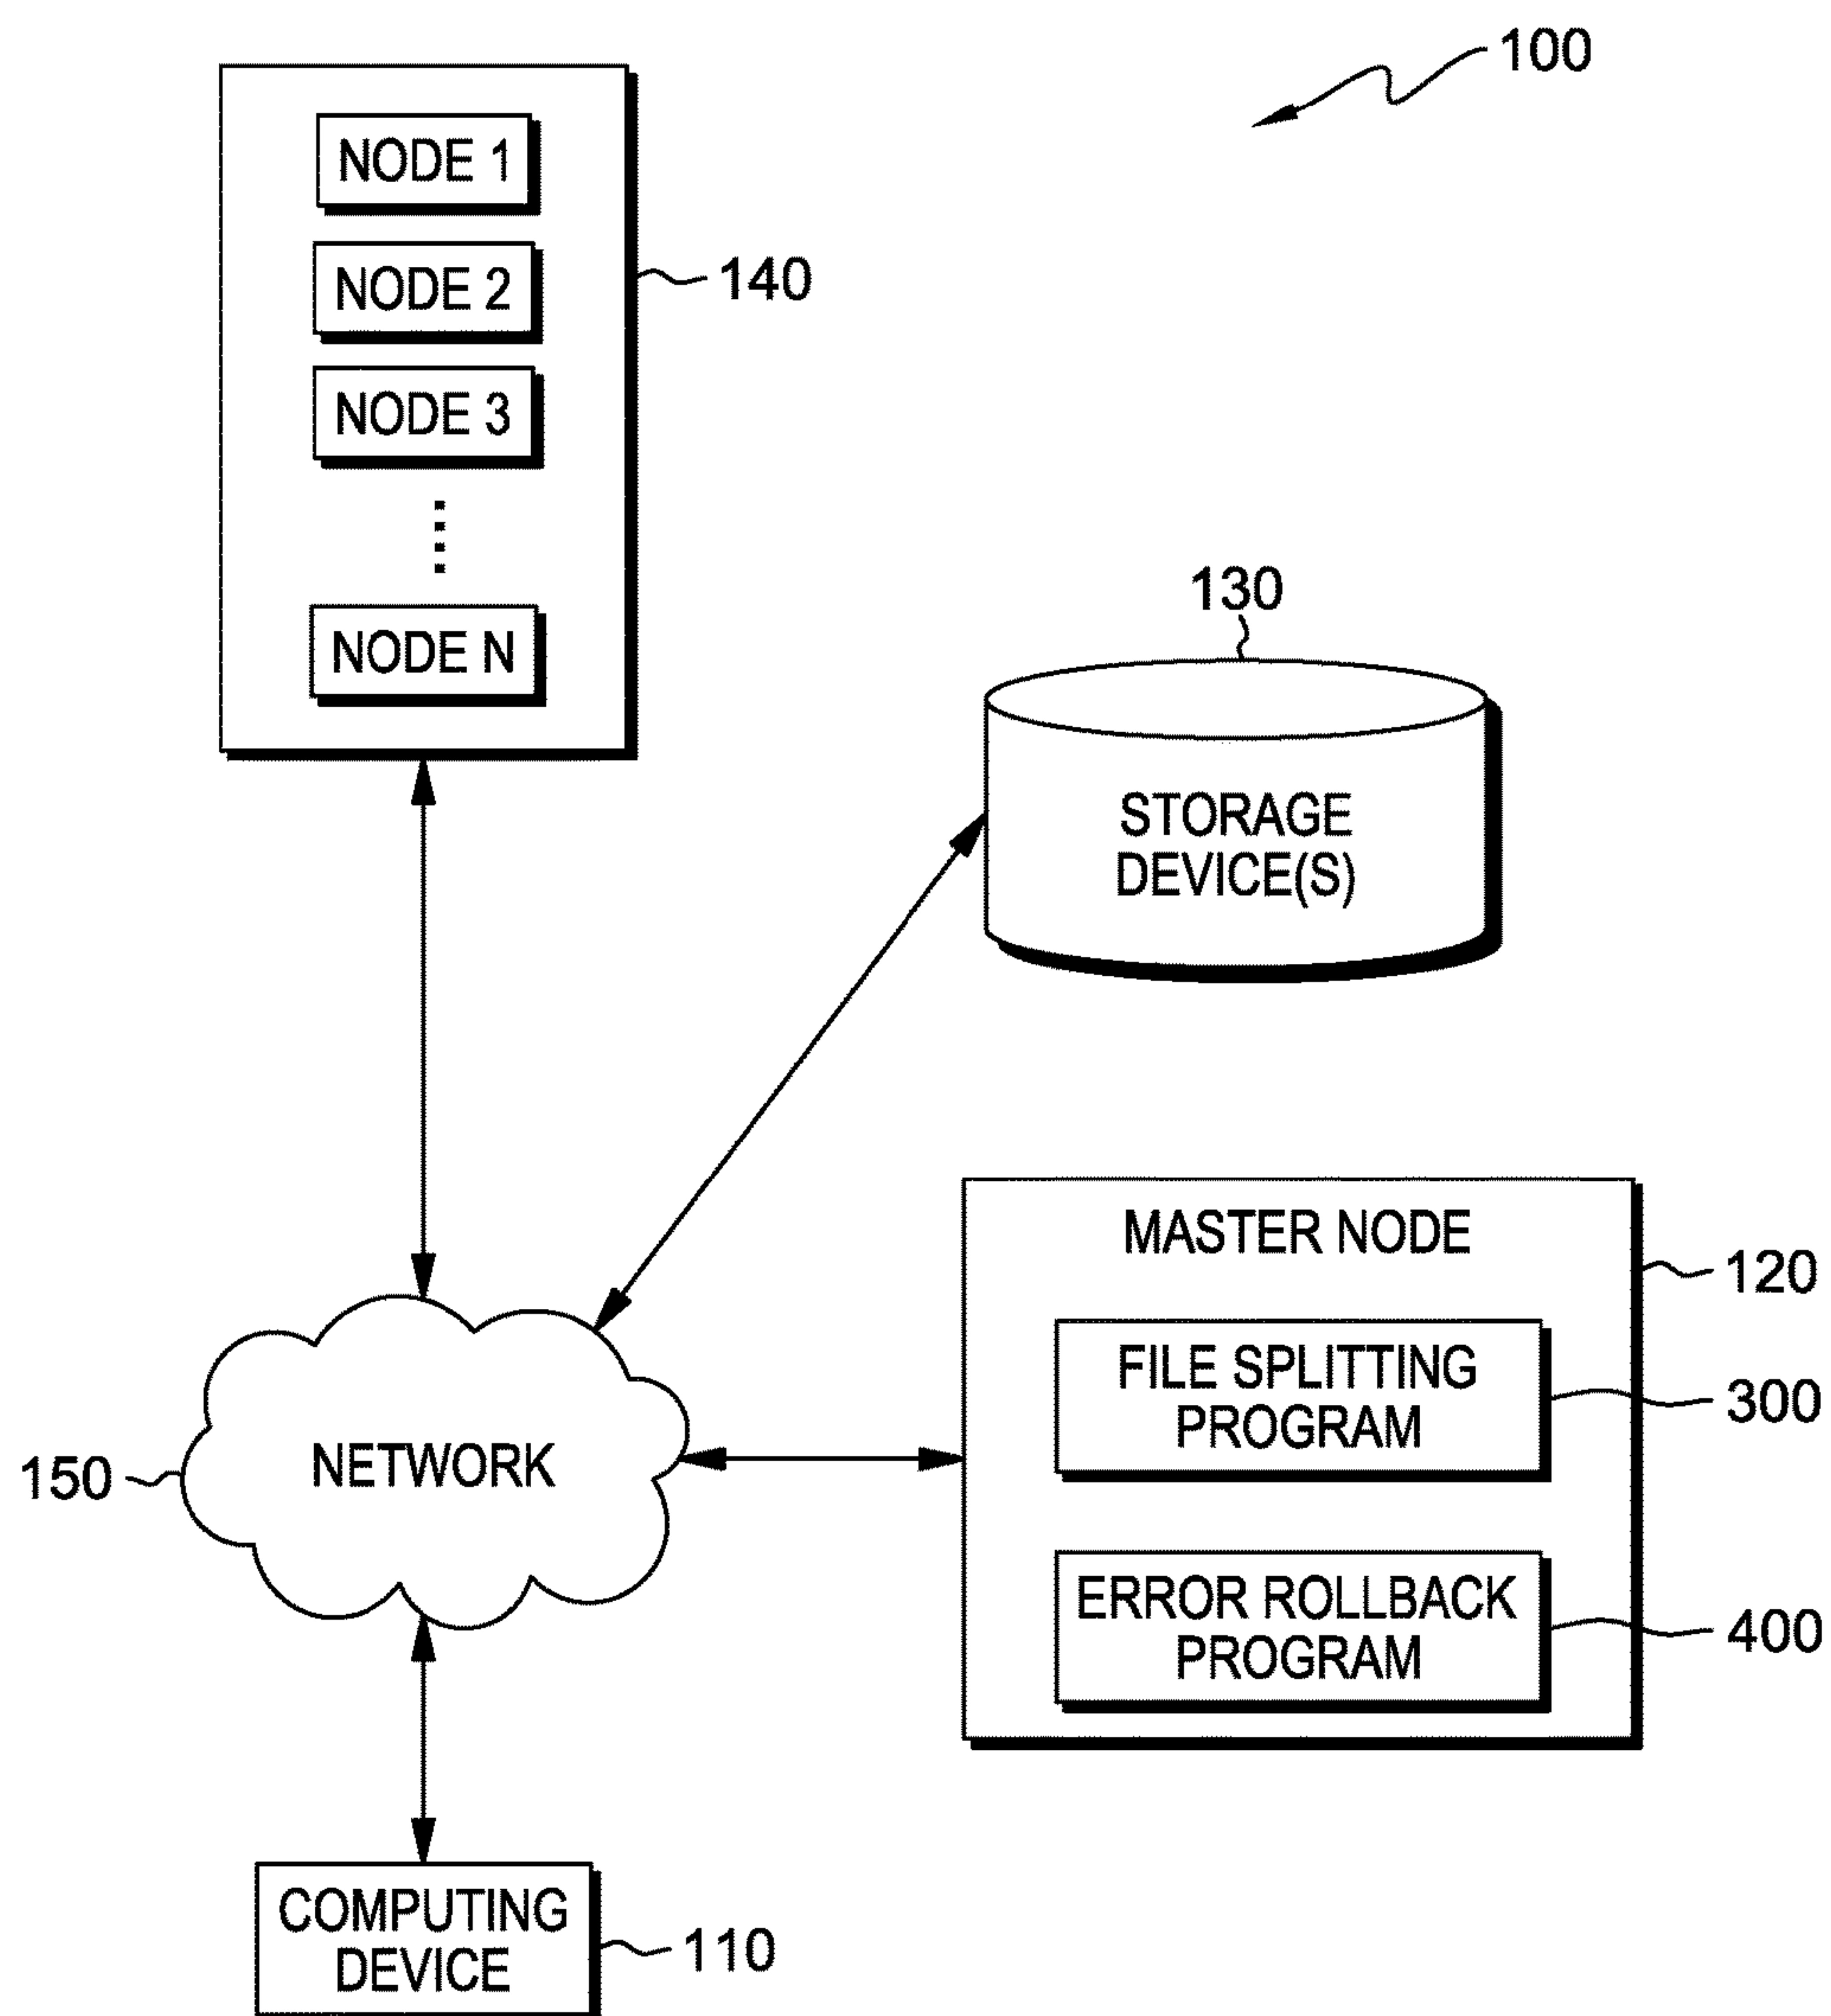 100
NODE 1
NODE 2
140
NODE 3
NODE N
130
STORAGE
DEVICE(S)
MASTER NODE
120
FILE SPLITTING
PROGRAM
300
NETWORK
150
ERROR ROLLBACK
PROGRAM
400
COMPUTING
DEVICE
110